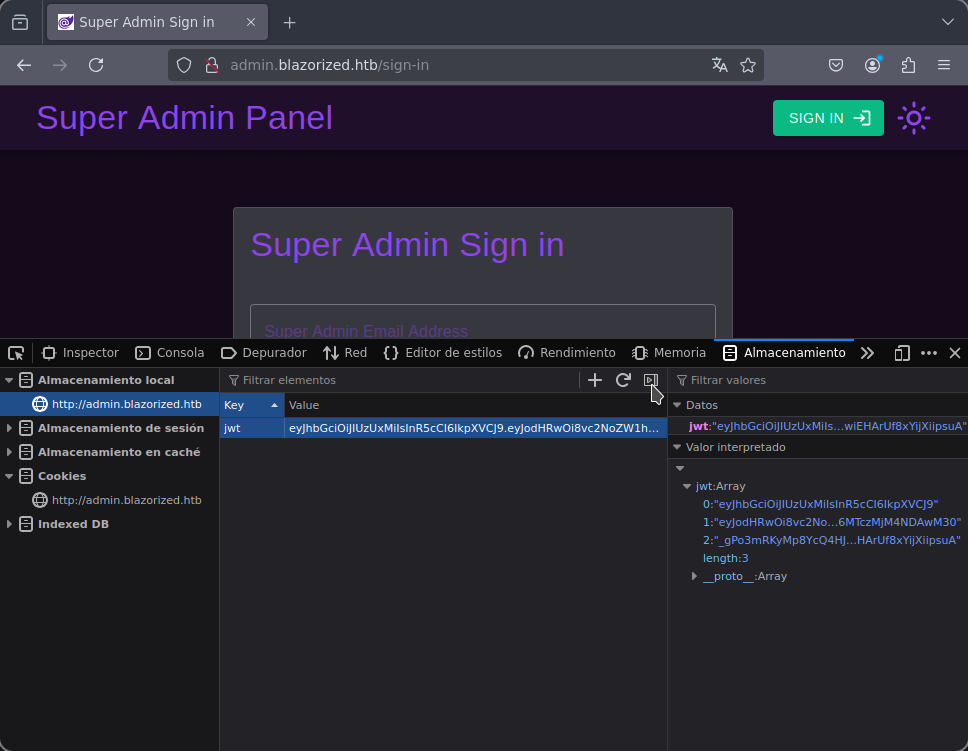 Super Admin Sign in
admin.blazorized.htb/sign-in
Super Admin Panel
SIGN IN
Super Admin Sign in
Super Admin Email Address
Inspector Consola Depurador Red Editor de estilos Rendimiento Memoria Almacenamiento
Almacenamiento local
http://admin.blazorized.htb
Almacenamiento de sesión
Almacenamiento en caché
Cookies
http://admin.blazorized.htb
Indexed DB
Filtrar elementos
Key Value
jwt eyJhbGciOiJIUzUxMiIsInR5cCI6IkpXVCJ9.eyJodHRwOi8vc2NoZW1h...
Filtrar valores
Datos
jwt:"eyJhbGciOiJIUzUxMiIs...wiEHArUf8xYijXiipsuA"
Valor interpretado
jwt:Array
0:"eyJhbGciOiJIUzUxMiIsInR5cCI6IkpXVCJ9"
1:"eyJodHRwOi8vc2No...6MTczMjM4NDAwM30"
2:"_gPo3mRKyMp8YcQ4HJ...HArUf8xYijXiipsuA"
length:3
__proto__:Array